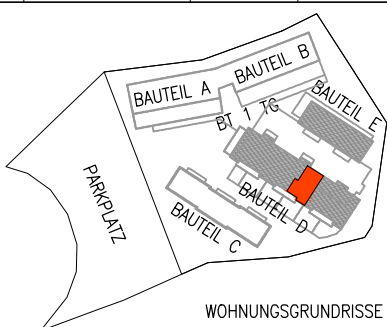 BAUTEIL A
BAUTEIL B
BT 1 TG
BAUTEIL E
PARKPLATZ
BAUTEIL C
BAUTEIL D
WOHNUNGSGRUNDRISSE